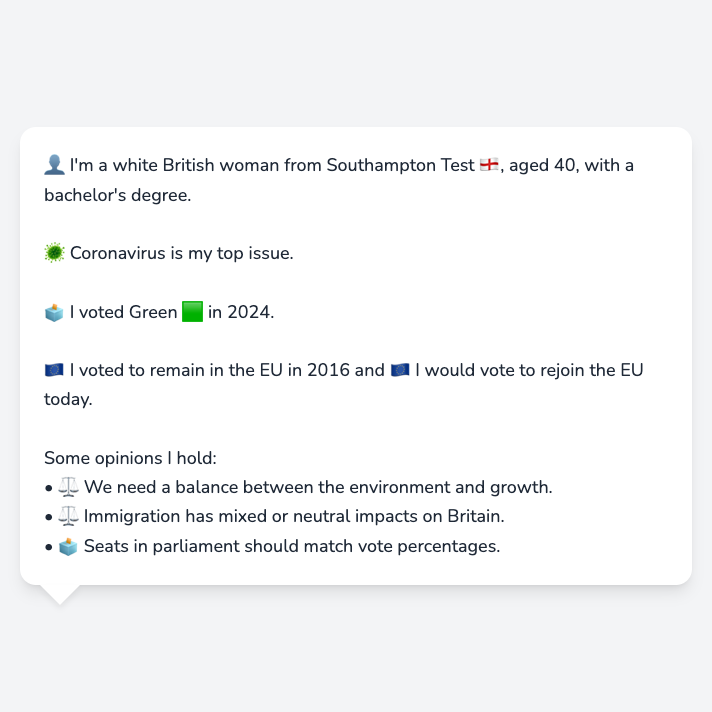 👤 I'm a white British woman from Southampton Test 🏴󠁧󠁢󠁥󠁮󠁧󠁿, aged 40, with a
bachelor's degree.
🦠 Coronavirus is my top issue.
🗳️ I voted Green 🟩 in 2024.
🇪🇺 I voted to remain in the EU in 2016 and 🇪🇺 I would vote to rejoin the EU
today.
Some opinions I hold:
• ⚖️ We need a balance between the environment and growth.
• ⚖️ Immigration has mixed or neutral impacts on Britain.
• 🗳️ Seats in parliament should match vote percentages.